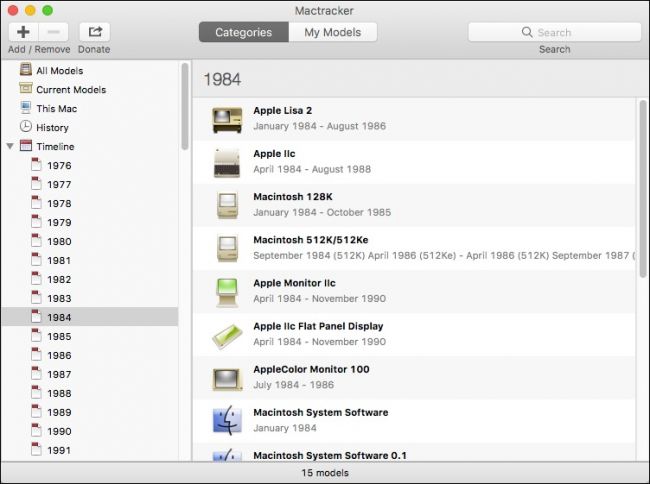 Mactracker
Add / Remove
Donate
Categories
My Models
Search
Search
All Models
Current Models
This Mac
History
Timeline
1976
1977
1978
1979
1980
1981
1982
1983
1984
1985
1986
1987
1988
1989
1990
1991
1984
Apple Lisa 2
January 1984 - August 1986
Apple IIc
April 1984 - August 1988
Macintosh 128K
January 1984 - October 1985
Macintosh 512K/512Ke
September 1984 (512K) April 1986 (512Ke) - April 1986 (512K) September 1987 (
Apple Monitor IIc
April 1984 - November 1990
Apple IIc Flat Panel Display
April 1984 - November 1990
AppleColor Monitor 100
July 1984 - 1986
Macintosh System Software
January 1984
Macintosh System Software 0.1
15 models